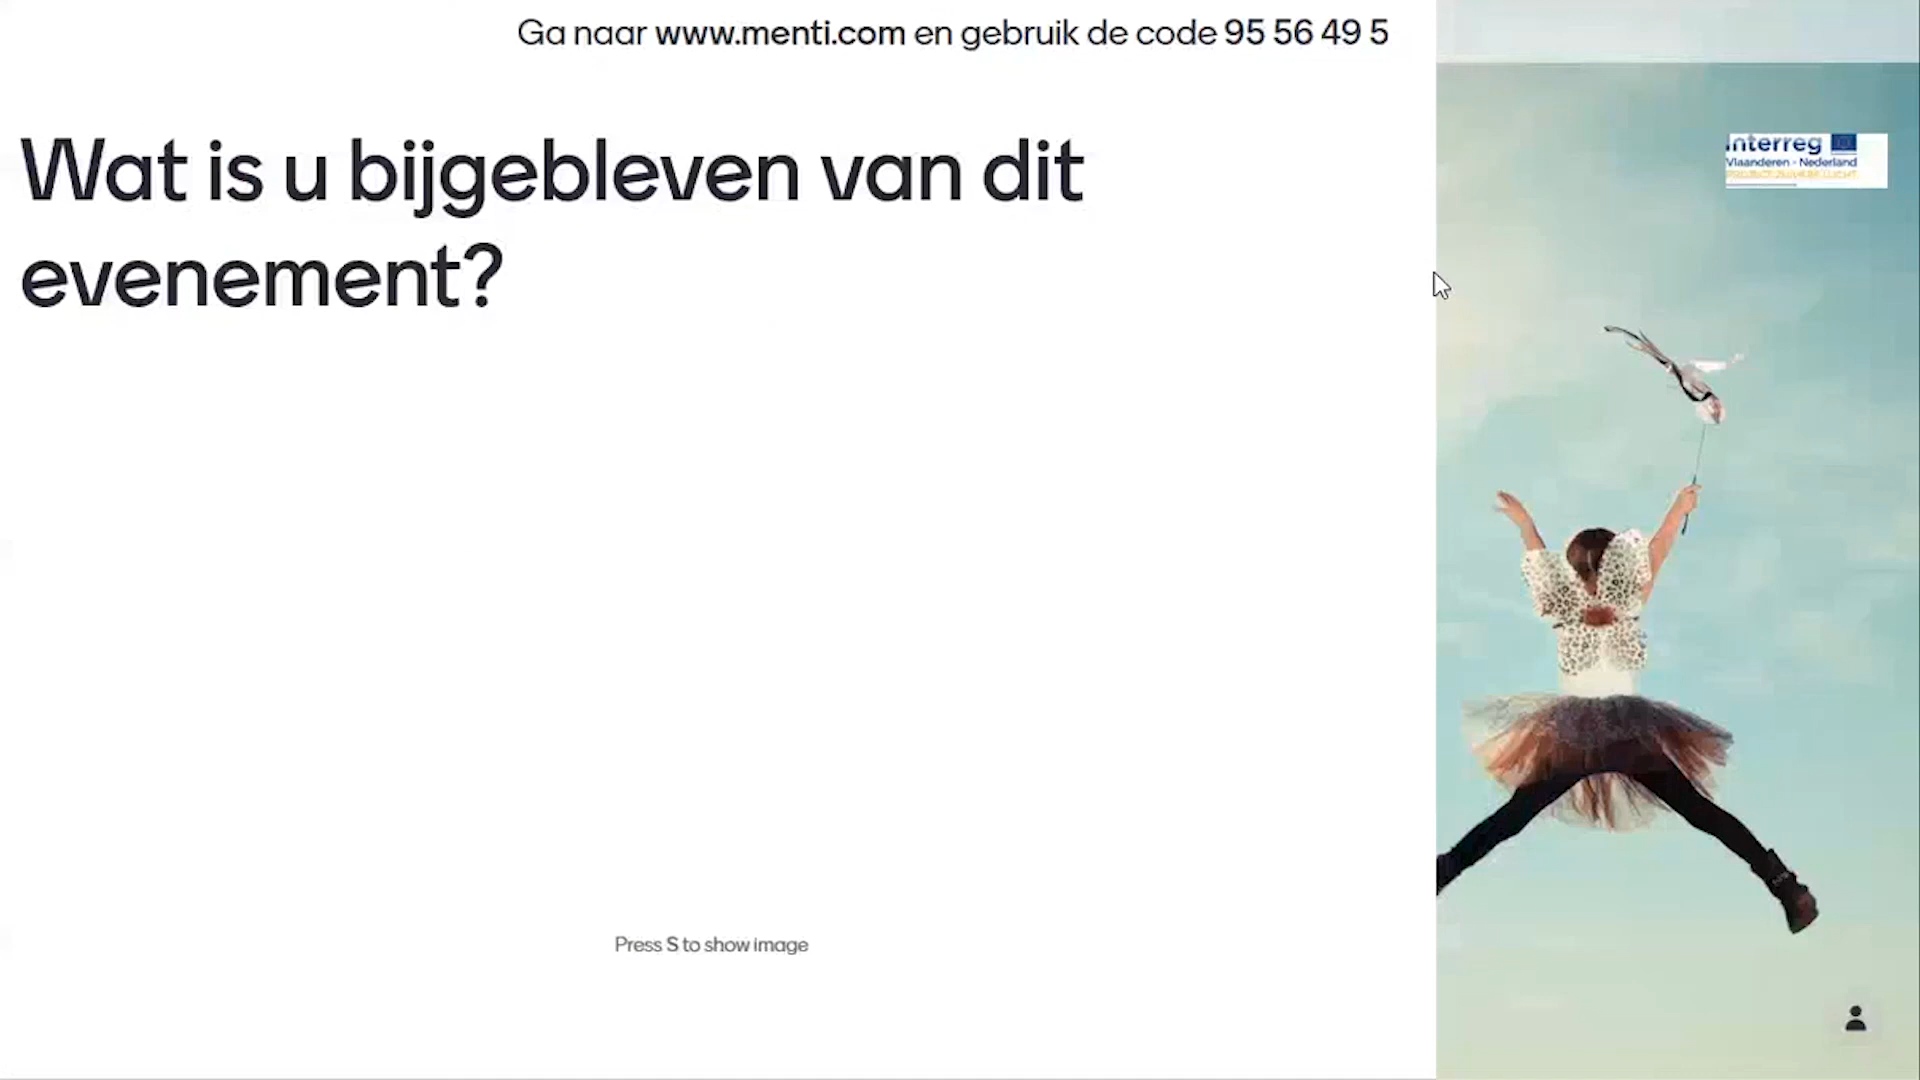 Ga naar www.menti.com en gebruik de code 95 56 49 5
Wat is u bijgebleven van dit
evenement?
Interreg
Vlaanderen - Nederland
Press S to show image